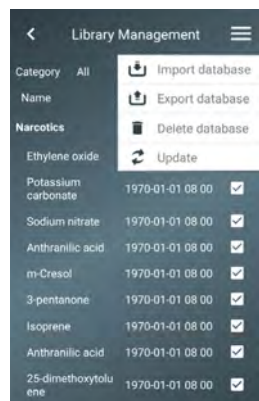 Library Management
Category All
Import database
Name
Export database
Narcotics
Delete database
Ethylene oxide
Update
Potassium
carbonate
1970-01-01 08 00
Sodium nitrate 1970-01-01 08 00
Anthranilic acid 1970-01-01 08 00
m-Cresol 1970-01-01 08 00
3-pentanone 1970-01-01 08 00
Isoprene 1970-01-01 08 00
Anthranilic acid 1970-01-01 08 00
25-dimethoxytolu
ene
1970-01-01 08 00